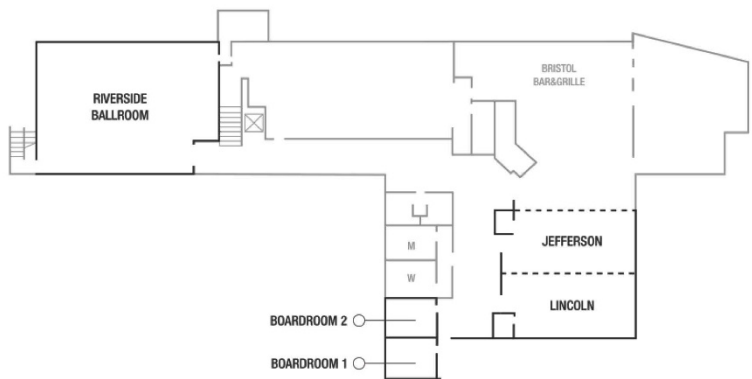 RIVERSIDE
BALLROOM
BRISTOL
BAR&GRILLE
JEFFERSON
M
W
LINCOLN
BOARDROOM 2
BOARDROOM 1